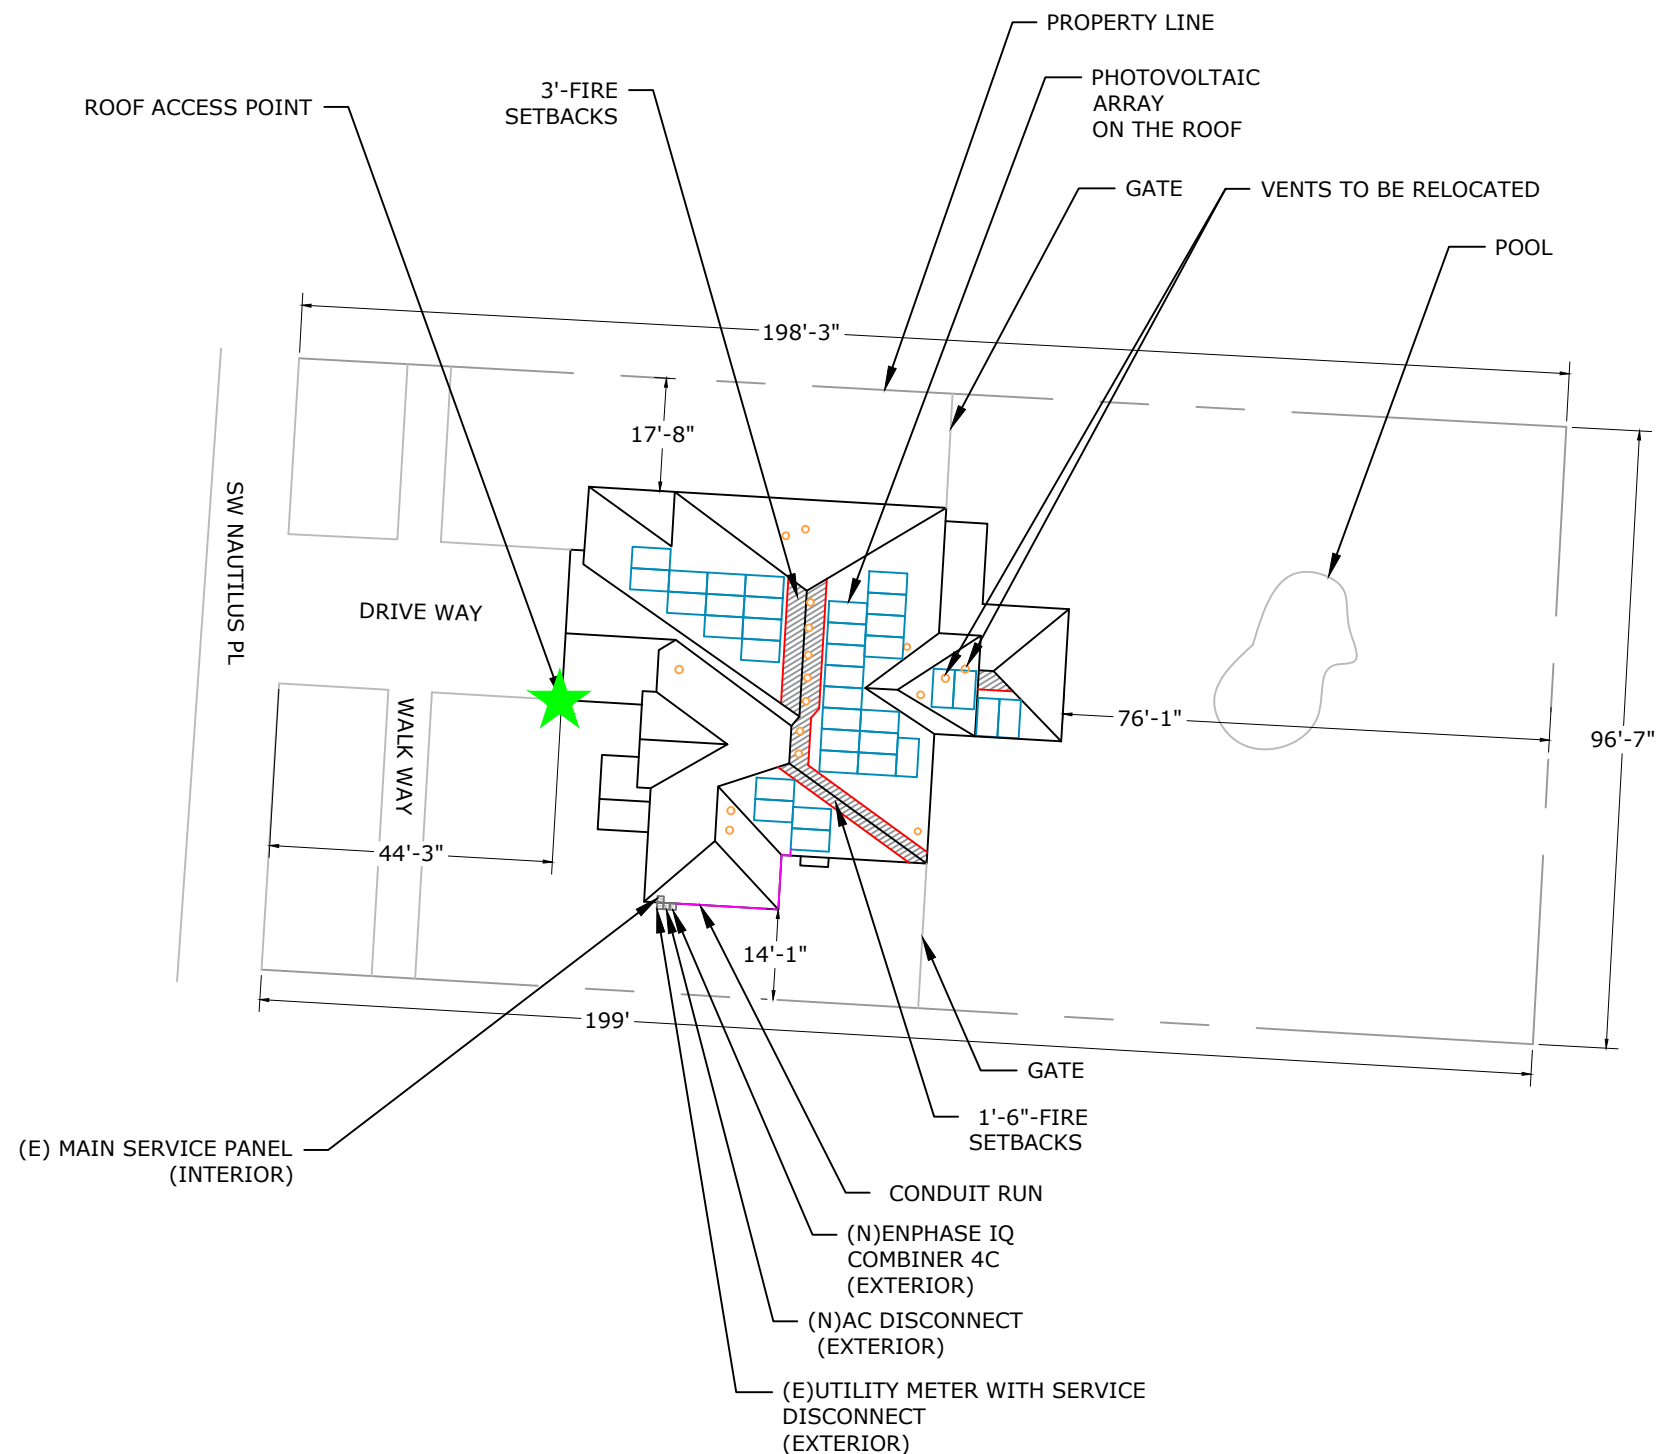 PROPERTY LINE
PHOTOVOLTAIC
ARRAY
ON THE ROOF
3'-FIRE
SETBACKS
ROOF ACCESS POINT
GATE
VENTS TO BE RELOCATED
POOL
198'-3"
17'-8"
SW NAUTILUS PL
DRIVE WAY
WALK WAY
76'-1"
96'-7"
44'-3"
14'-1"
199'
GATE
1'-6"-FIRE
SETBACKS
(E) MAIN SERVICE PANEL
(INTERIOR)
CONDUIT RUN
(N)ENPHASE IQ
COMBINER 4C
(EXTERIOR)
(N)AC DISCONNECT
(EXTERIOR)
(E)UTILITY METER WITH SERVICE
DISCONNECT
(EXTERIOR)